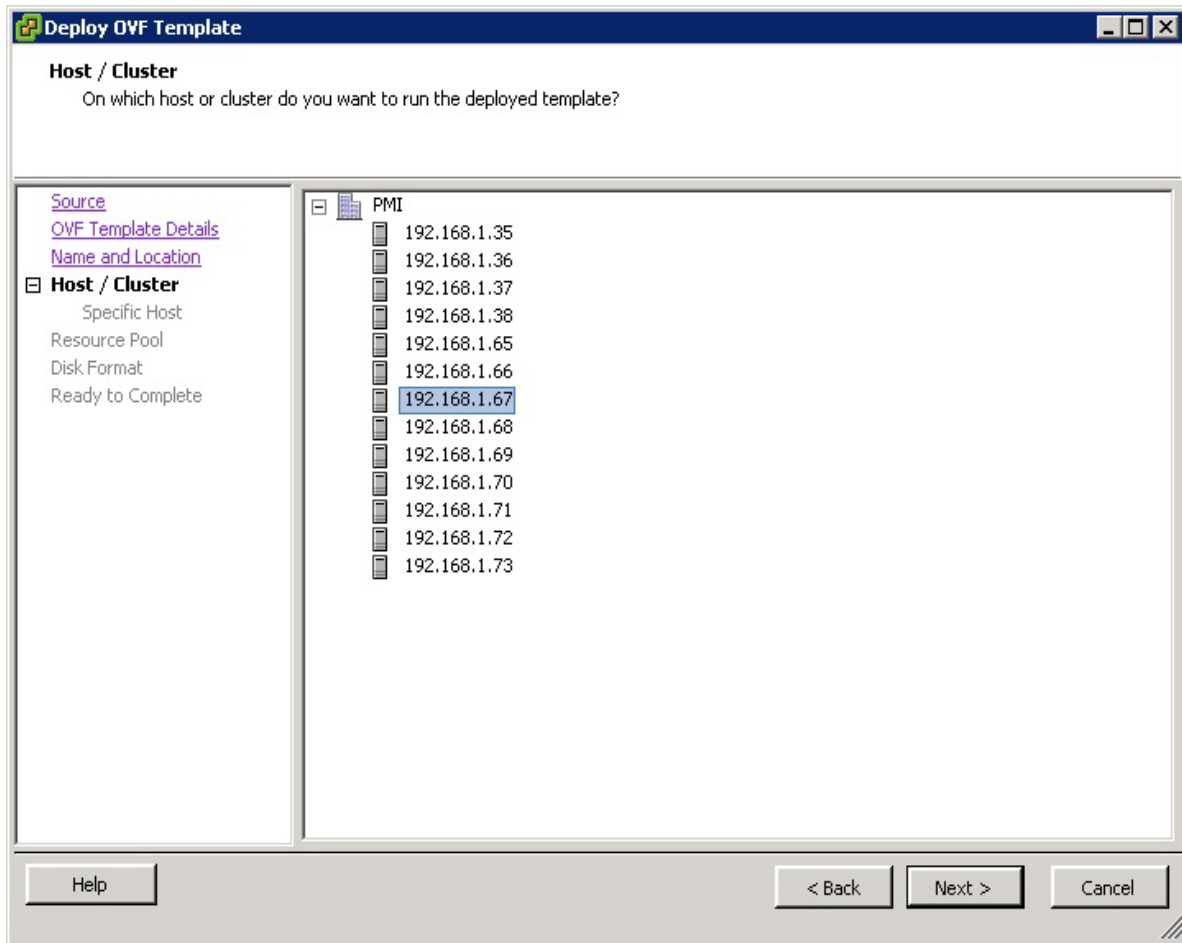 Deploy OVF Template
Host / Cluster
On which host or cluster do you want to run the deployed template?
Source
OVF Template Details
Name and Location
Host / Cluster
Specific Host
Resource Pool
Disk Format
Ready to Complete
PMI
192.168.1.35
192.168.1.36
192.168.1.37
192.168.1.38
192.168.1.65
192.168.1.66
192.168.1.67
192.168.1.68
192.168.1.69
192.168.1.70
192.168.1.71
192.168.1.72
192.168.1.73
Help
< Back
Next >
Cancel